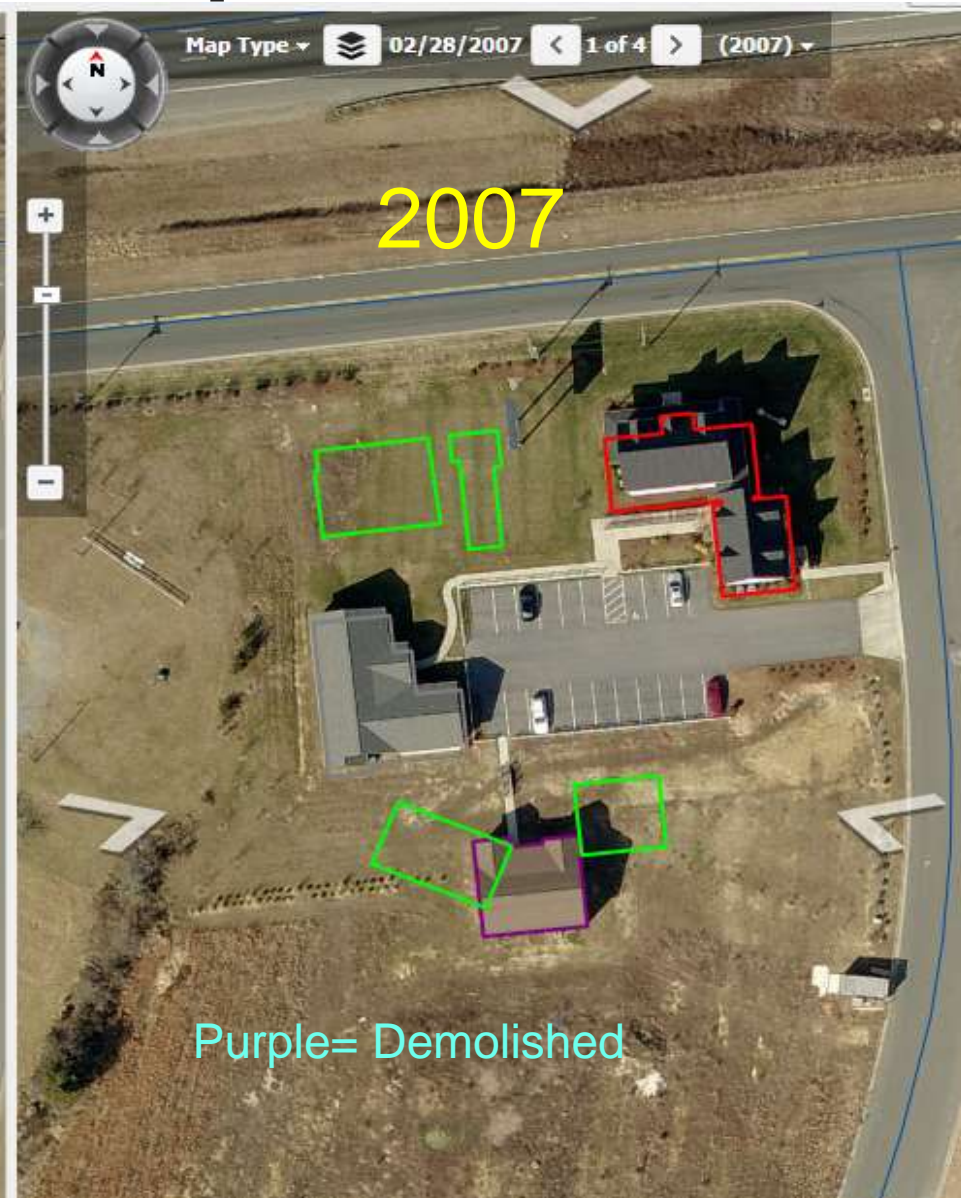 N
Map Type 02/28/2007 < 1 of 4 > (2007)
+
2007
-
-
Purple= Demolished